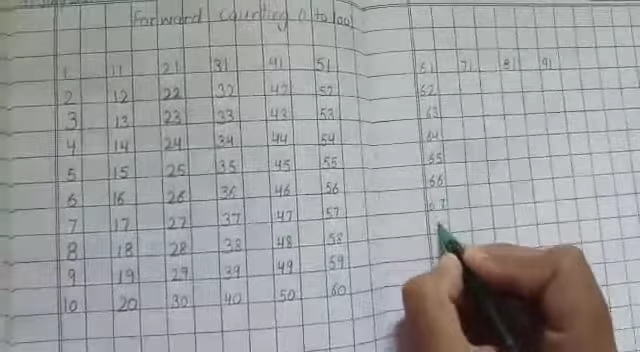 Forward counting 0 to 100
1 11 21 31 41 51 61 71 81 91
2 12 22 32 42 52 62
3 13 23 33 43 53 63
4 14 24 34 44 54 64
5 15 25 35 45 55 65
6 16 26 36 46 56 66
7 17 27 37 47 57 67
8 18 28 38 48 58
9 19 29 39 49 59
10 20 30 40 50 60